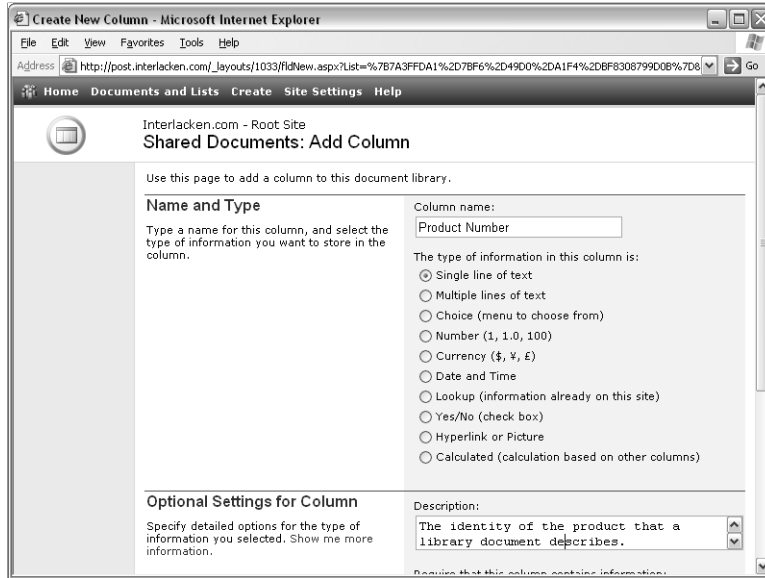 Create New Column - Microsoft Internet Explorer
File Edit View Favorites Tools Help
Address http://post.interlacken.com/_layouts/1033/fldNew.aspx?List=%7B7A3FFDA1%2D7BF6%2D49D0%2DA1F4%2DBF8308799D0B%7D& Go
Home Documents and Lists Create Site Settings Help
Interlacken.com - Root Site
Shared Documents: Add Column
Use this page to add a column to this document library.
Name and Type
Type a name for this column, and select the
type of information you want to store in the
column.
Column name:
Product Number
The type of information in this column is:
Single line of text
Multiple lines of text
Choice (menu to choose from)
Number (1, 1.0, 100)
Currency ($, ¥, £)
Date and Time
Lookup (information already on this site)
Yes/No (check box)
Hyperlink or Picture
Calculated (calculation based on other columns)
Optional Settings for Column
Specify detailed options for the type of
information you selected. Show me more
information.
Description:
The identity of the product that a
library document describes.
Require that this column contains information: